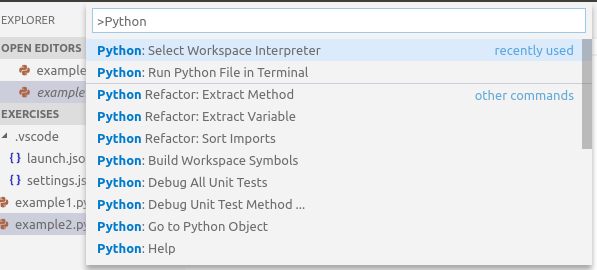 EXPLORER
OPEN EDITORS
example
example
EXERCISES
.vscode
{} launch.jso
{} settings.js
example1.py
example2.py
>Python
Python: Select Workspace Interpreter recently used
Python: Run Python File in Terminal
Python Refactor: Extract Method other commands
Python Refactor: Extract Variable
Python Refactor: Sort Imports
Python: Build Workspace Symbols
Python: Debug All Unit Tests
Python: Debug Unit Test Method ...
Python: Go to Python Object
Python: Help